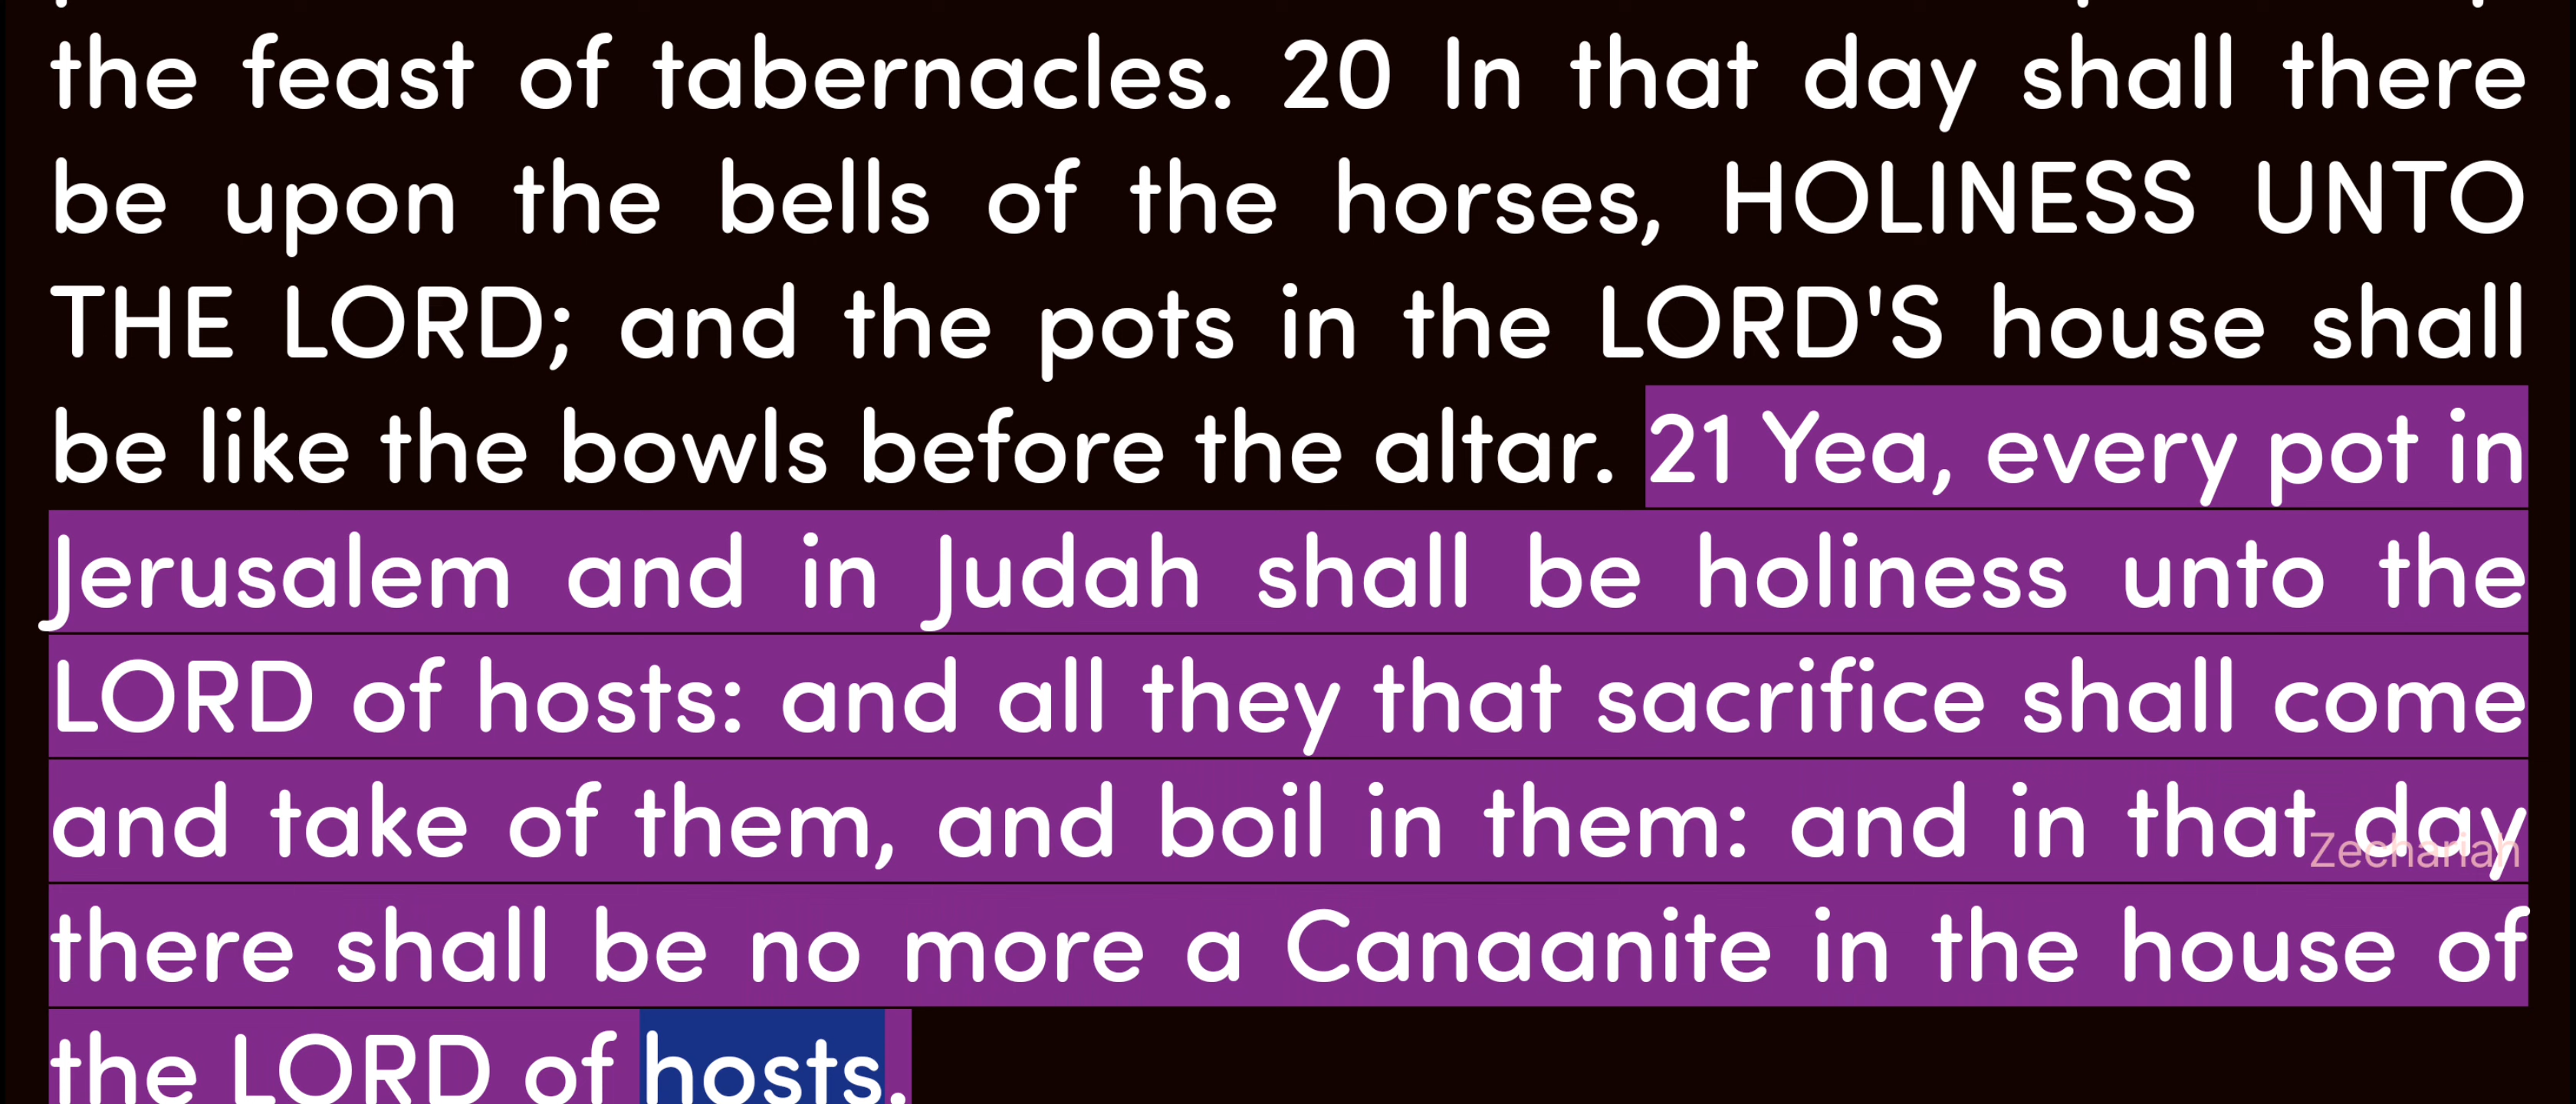 the feast of tabernacles. 20 In that day shall there
be upon the bells of the horses, HOLINESS UNTO
THE LORD; and the pots in the LORD'S house shall
be like the bowls before the altar. 21 Yea, every pot in
Jerusalem and in Judah shall be holiness unto the
LORD of hosts: and all they that sacrifice shall come
and take of them, and boil in them: and in that day
Zechariah
there shall be no more a Canaanite in the house of
the LORD of hosts.